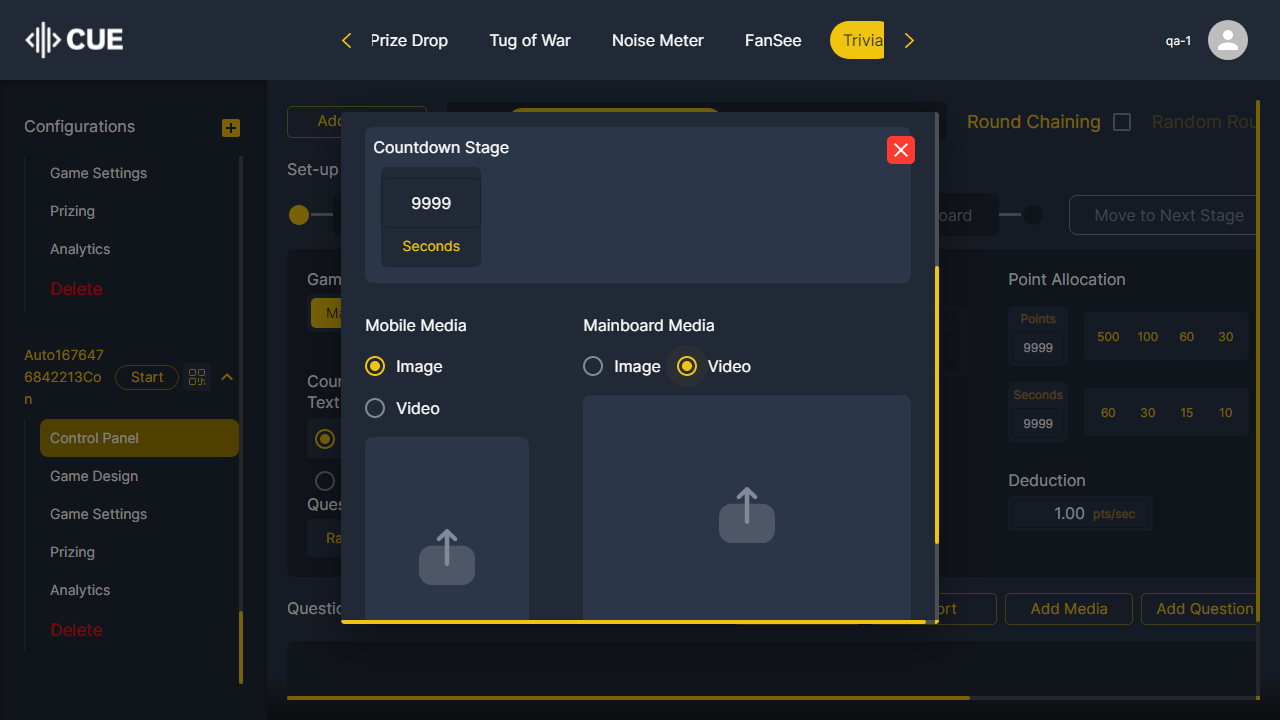 CUE
Prize Drop
Tug of War
Noise Meter
FanSee
Trivia
qa-1
Configurations
Game Settings
Prizing
Analytics
Delete
Auto167647
6842213Co
n
Start
Control Panel
Game Design
Game Settings
Prizing
Analytics
Delete
Round Chaining
Random Rou
Set-up
oard
Move to Next Stage
Countdown Stage
9999
Seconds
Mobile Media
Image
Video
Mainboard Media
Image
Video
Gam
Cou
Text
Ques
Ra
Point Allocation
Points
9999
500 100 60 30
Seconds
9999
60 30 15 10
Deduction
1.00 pts/sec
Questio
ort
Add Media
Add Question